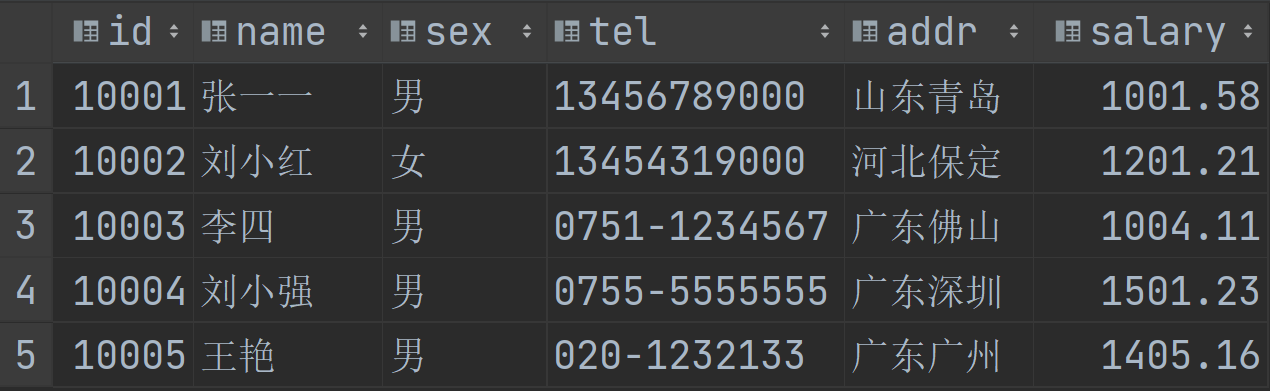 id name sex tel addr salary
1 10001 张一一 男 13456789000 山东青岛 1001.58
2 10002 刘小红 女 13454319000 河北保定 1201.21
3 10003 李四 男 0751-1234567 广东佛山 1004.11
4 10004 刘小强 男 0755-5555555 广东深圳 1501.23
5 10005 王艳 男 020-1232133 广东广州 1405.16